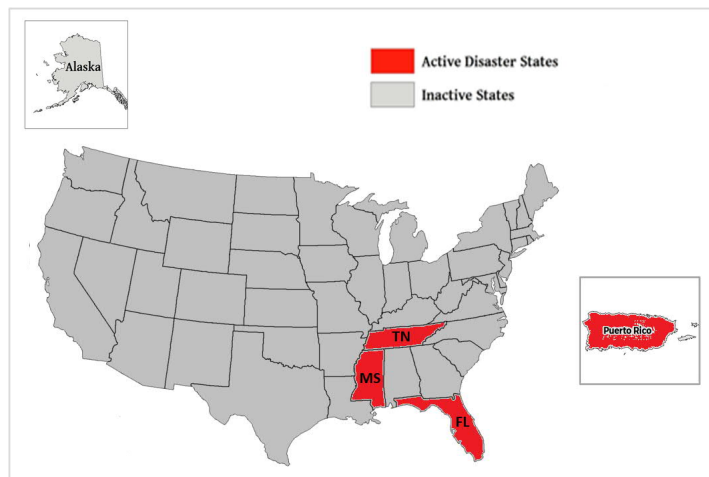 Alaska
Active Disaster States
Inactive States
TN
MS
FL
Puerto Rico